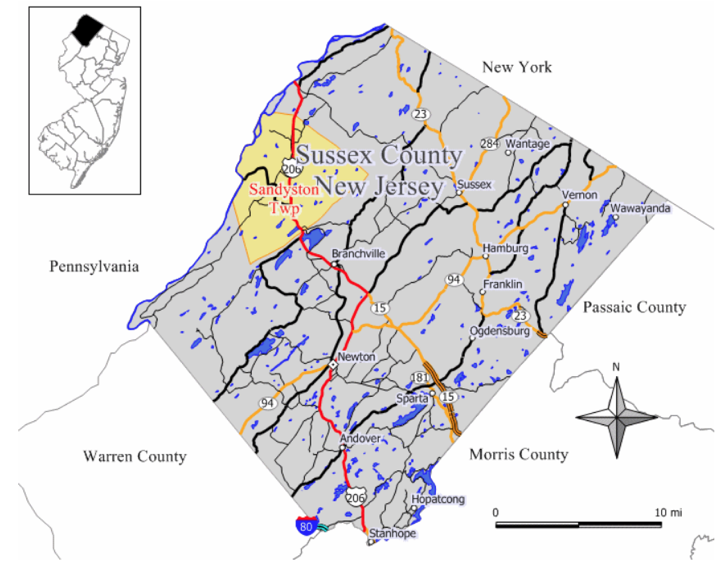 New York
23
284
Wantage
Sussex County
New Jersey
206
Sandyston
Twp
Sussex
Vernon
Wawayanda
Branchville
Hamburg
Pennsylvania
94
Franklin
15
Passaic County
23
Ogdensburg
Newton
N
181
Sparta
15
94
Andover
Warren County
Morris County
206
Hopatcong
0
10 mi
80
Stanhope